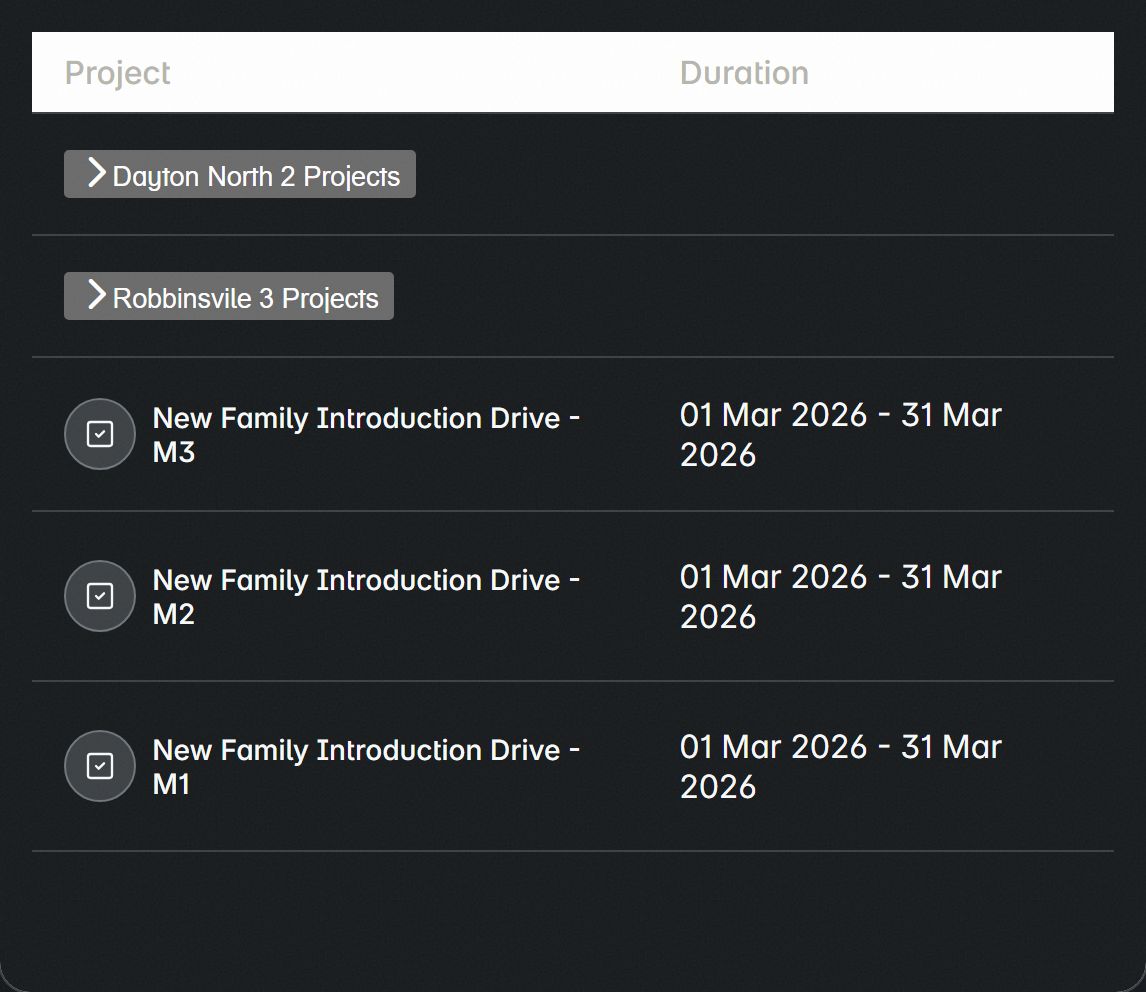 Project Duration
Dayton North 2 Projects
Robbinsvile 3 Projects
New Family Introduction Drive -
M3
01 Mar 2026 - 31 Mar
2026
New Family Introduction Drive -
M2
01 Mar 2026 - 31 Mar
2026
New Family Introduction Drive -
M1
01 Mar 2026 - 31 Mar
2026